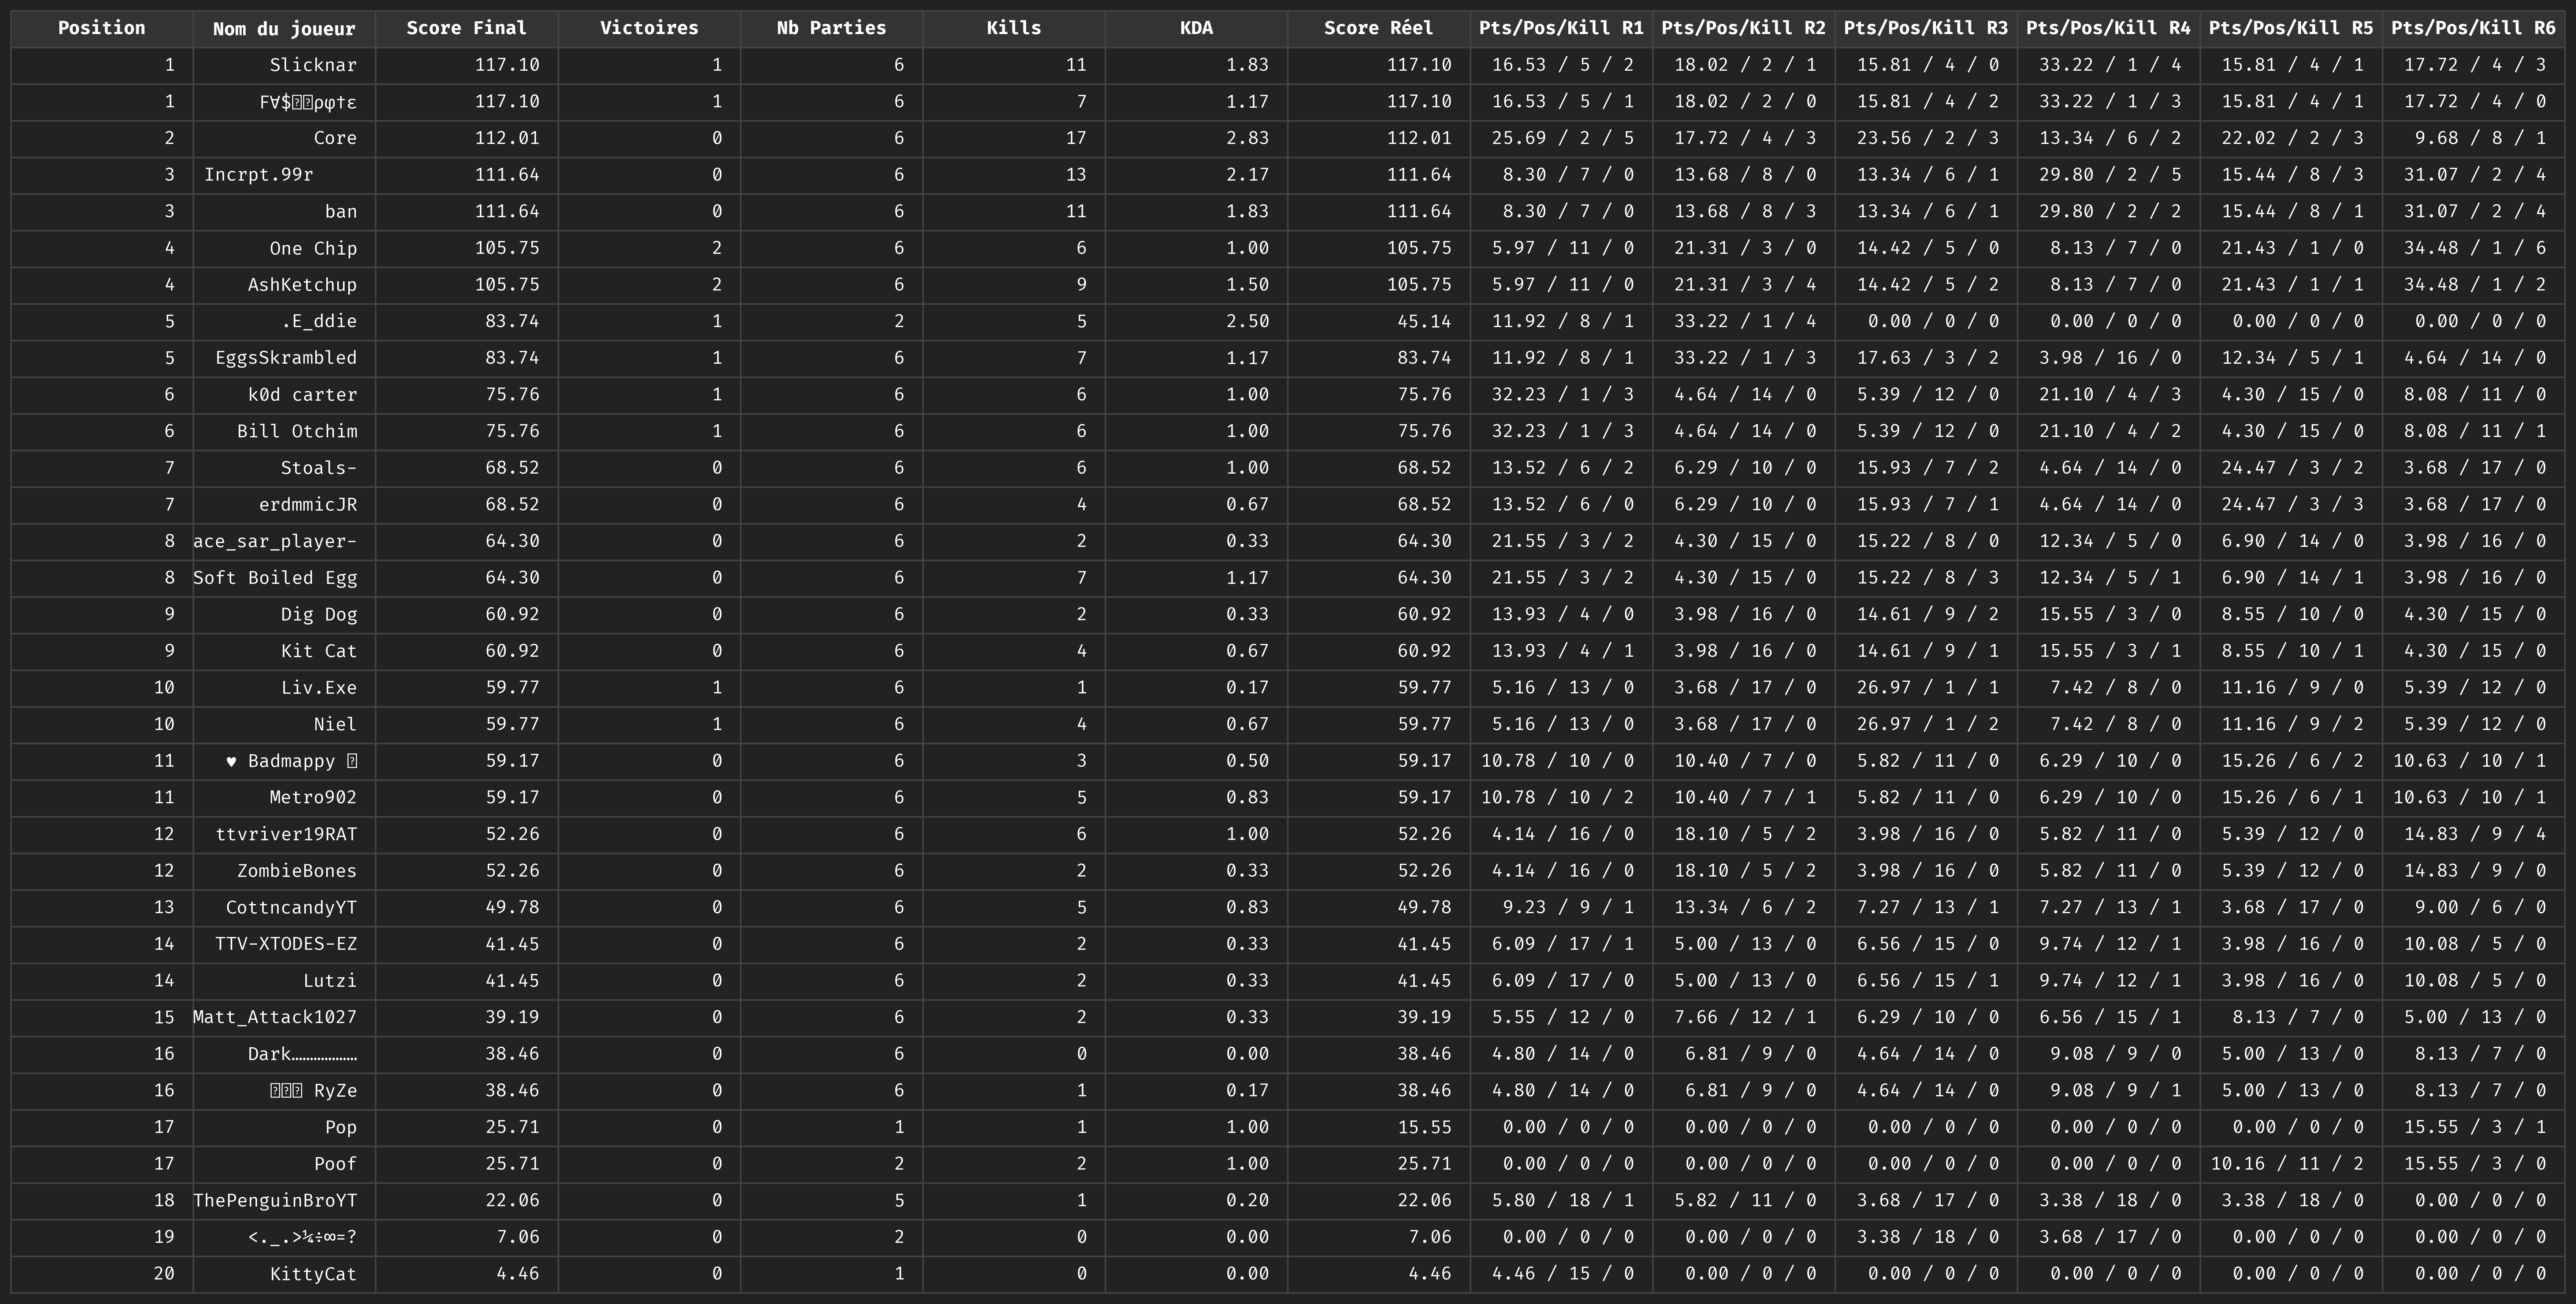 Position Nom du joueur Score Final Victoires Nb Parties Kills KDA Score Réel Pts/Pos/Kill R1 Pts/Pos/Kill R2 Pts/Pos/Kill R3 Pts/Pos/Kill R4 Pts/Pos/Kill R5 Pts/Pos/Kill R6
1 Slicknar 117.10 1 6 11 1.83 117.10 16.53 / 5 / 2 18.02 / 2 / 1 15.81 / 4 / 0 33.22 / 1 / 4 15.81 / 4 / 1 17.72 / 4 / 3
1 F∀$ρφ†ε 117.10 1 6 7 1.17 117.10 16.53 / 5 / 1 18.02 / 2 / 0 15.81 / 4 / 2 33.22 / 1 / 3 15.81 / 4 / 1 17.72 / 4 / 0
2 Core 112.01 0 6 17 2.83 112.01 25.69 / 2 / 5 17.72 / 4 / 3 23.56 / 2 / 3 13.34 / 6 / 2 22.02 / 2 / 3 9.68 / 8 / 1
3 Incrpt.99r 111.64 0 6 13 2.17 111.64 8.30 / 7 / 0 13.68 / 8 / 0 13.34 / 6 / 1 29.80 / 2 / 5 15.44 / 8 / 3 31.07 / 2 / 4
3 ban 111.64 0 6 11 1.83 111.64 8.30 / 7 / 0 13.68 / 8 / 3 13.34 / 6 / 1 29.80 / 2 / 2 15.44 / 8 / 1 31.07 / 2 / 4
4 One Chip 105.75 2 6 6 1.00 105.75 5.97 / 11 / 0 21.31 / 3 / 0 14.42 / 5 / 0 8.13 / 7 / 0 21.43 / 1 / 0 34.48 / 1 / 6
4 AshKetchup 105.75 2 6 9 1.50 105.75 5.97 / 11 / 0 21.31 / 3 / 4 14.42 / 5 / 2 8.13 / 7 / 0 21.43 / 1 / 1 34.48 / 1 / 2
5 .E_ddie 83.74 1 2 5 2.50 45.14 11.92 / 8 / 1 33.22 / 1 / 4 0.00 / 0 / 0 0.00 / 0 / 0 0.00 / 0 / 0 0.00 / 0 / 0
5 EggsSkrambled 83.74 1 6 7 1.17 83.74 11.92 / 8 / 1 33.22 / 1 / 3 17.63 / 3 / 2 3.98 / 16 / 0 12.34 / 5 / 1 4.64 / 14 / 0
6 k0d carter 75.76 1 6 6 1.00 75.76 32.23 / 1 / 3 4.64 / 14 / 0 5.39 / 12 / 0 21.10 / 4 / 3 4.30 / 15 / 0 8.08 / 11 / 0
6 Bill Otchim 75.76 1 6 6 1.00 75.76 32.23 / 1 / 3 4.64 / 14 / 0 5.39 / 12 / 0 21.10 / 4 / 2 4.30 / 15 / 0 8.08 / 11 / 1
7 Stoals- 68.52 0 6 6 1.00 68.52 13.52 / 6 / 2 6.29 / 10 / 0 15.93 / 7 / 2 4.64 / 14 / 0 24.47 / 3 / 2 3.68 / 17 / 0
7 erdmmicJR 68.52 0 6 4 0.67 68.52 13.52 / 6 / 0 6.29 / 10 / 0 15.93 / 7 / 1 4.64 / 14 / 0 24.47 / 3 / 3 3.68 / 17 / 0
8 ace_sar_player- 64.30 0 6 2 0.33 64.30 21.55 / 3 / 2 4.30 / 15 / 0 15.22 / 8 / 0 12.34 / 5 / 0 6.90 / 14 / 0 3.98 / 16 / 0
8 Soft Boiled Egg 64.30 0 6 7 1.17 64.30 21.55 / 3 / 2 4.30 / 15 / 0 15.22 / 8 / 3 12.34 / 5 / 1 6.90 / 14 / 1 3.98 / 16 / 0
9 Dig Dog 60.92 0 6 2 0.33 60.92 13.93 / 4 / 0 3.98 / 16 / 0 14.61 / 9 / 2 15.55 / 3 / 0 8.55 / 10 / 0 4.30 / 15 / 0
9 Kit Cat 60.92 0 6 4 0.67 60.92 13.93 / 4 / 1 3.98 / 16 / 0 14.61 / 9 / 1 15.55 / 3 / 1 8.55 / 10 / 1 4.30 / 15 / 0
10 Liv.Exe 59.77 1 6 1 0.17 59.77 5.16 / 13 / 0 3.68 / 17 / 0 26.97 / 1 / 1 7.42 / 8 / 0 11.16 / 9 / 0 5.39 / 12 / 0
10 Niel 59.77 1 6 4 0.67 59.77 5.16 / 13 / 0 3.68 / 17 / 0 26.97 / 1 / 2 7.42 / 8 / 0 11.16 / 9 / 2 5.39 / 12 / 0
11 ♥ Badmappy 59.17 0 6 3 0.50 59.17 10.78 / 10 / 0 10.40 / 7 / 0 5.82 / 11 / 0 6.29 / 10 / 0 15.26 / 6 / 2 10.63 / 10 / 1
11 Metro902 59.17 0 6 5 0.83 59.17 10.78 / 10 / 2 10.40 / 7 / 1 5.82 / 11 / 0 6.29 / 10 / 0 15.26 / 6 / 1 10.63 / 10 / 1
12 ttvriver19RAT 52.26 0 6 6 1.00 52.26 4.14 / 16 / 0 18.10 / 5 / 2 3.98 / 16 / 0 5.82 / 11 / 0 5.39 / 12 / 0 14.83 / 9 / 4
12 ZombieBones 52.26 0 6 2 0.33 52.26 4.14 / 16 / 0 18.10 / 5 / 2 3.98 / 16 / 0 5.82 / 11 / 0 5.39 / 12 / 0 14.83 / 9 / 0
13 CottncandyYT 49.78 0 6 5 0.83 49.78 9.23 / 9 / 1 13.34 / 6 / 2 7.27 / 13 / 1 7.27 / 13 / 1 3.68 / 17 / 0 9.00 / 6 / 0
14 TTV-XTODES-EZ 41.45 0 6 2 0.33 41.45 6.09 / 17 / 1 5.00 / 13 / 0 6.56 / 15 / 0 9.74 / 12 / 1 3.98 / 16 / 0 10.08 / 5 / 0
14 Lutzi 41.45 0 6 2 0.33 41.45 6.09 / 17 / 0 5.00 / 13 / 0 6.56 / 15 / 1 9.74 / 12 / 1 3.98 / 16 / 0 10.08 / 5 / 0
15 Matt_Attack1027 39.19 0 6 2 0.33 39.19 5.55 / 12 / 0 7.66 / 12 / 1 6.29 / 10 / 0 6.56 / 15 / 1 8.13 / 7 / 0 5.00 / 13 / 0
16 Dark……………… 38.46 0 6 0 0.00 38.46 4.80 / 14 / 0 6.81 / 9 / 0 4.64 / 14 / 0 9.08 / 9 / 0 5.00 / 13 / 0 8.13 / 7 / 0
16 RyZe 38.46 0 6 1 0.17 38.46 4.80 / 14 / 0 6.81 / 9 / 0 4.64 / 14 / 0 9.08 / 9 / 1 5.00 / 13 / 0 8.13 / 7 / 0
17 Pop 25.71 0 1 1 1.00 15.55 0.00 / 0 / 0 0.00 / 0 / 0 0.00 / 0 / 0 0.00 / 0 / 0 0.00 / 0 / 0 15.55 / 3 / 1
17 Poof 25.71 0 2 2 1.00 25.71 0.00 / 0 / 0 0.00 / 0 / 0 0.00 / 0 / 0 0.00 / 0 / 0 10.16 / 11 / 2 15.55 / 3 / 0
18 ThePenguinBroYT 22.06 0 5 1 0.20 22.06 5.80 / 18 / 1 5.82 / 11 / 0 3.68 / 17 / 0 3.38 / 18 / 0 3.38 / 18 / 0 0.00 / 0 / 0
19 <._.>¼÷∞=? 7.06 0 2 0 0.00 7.06 0.00 / 0 / 0 0.00 / 0 / 0 3.38 / 18 / 0 3.68 / 17 / 0 0.00 / 0 / 0 0.00 / 0 / 0
20 KittyCat 4.46 0 1 0 0.00 4.46 4.46 / 15 / 0 0.00 / 0 / 0 0.00 / 0 / 0 0.00 / 0 / 0 0.00 / 0 / 0 0.00 / 0 / 0